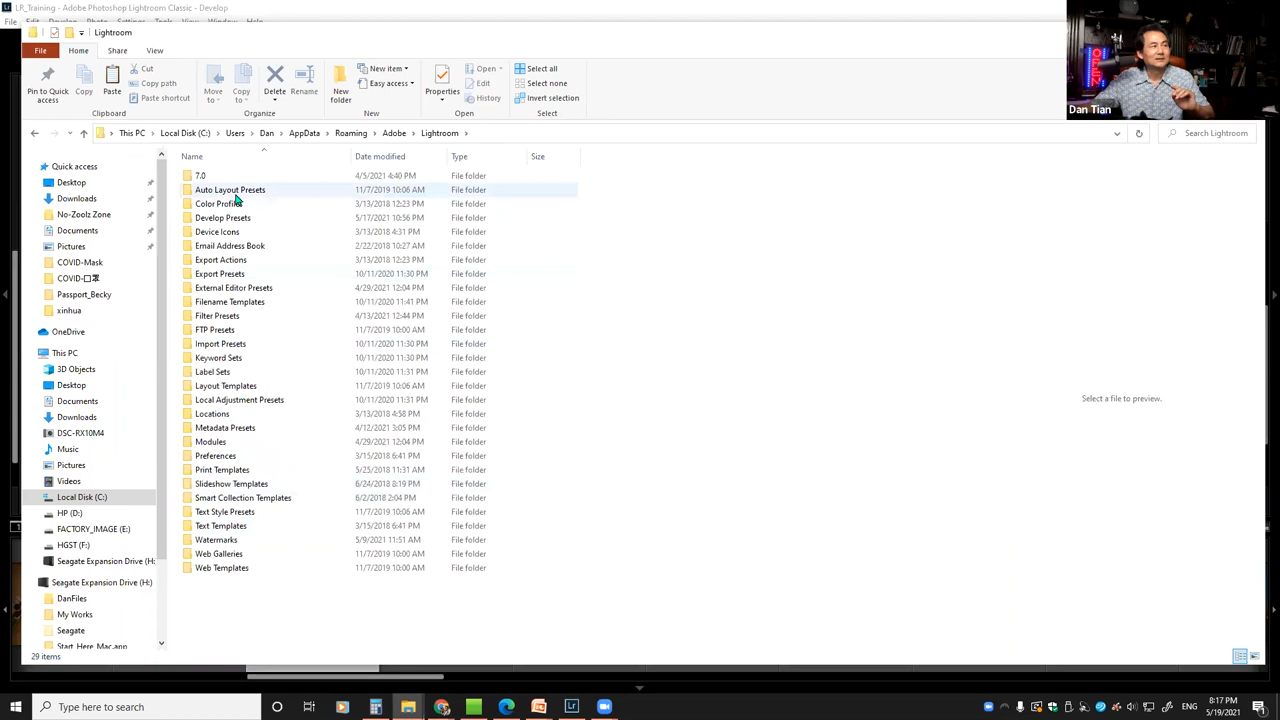 LR_Training - Adobe Photoshop Lightroom Classic - Develop
File Edit Develop Photo Settings Tools View Window Help
Lightroom
File Home Share View
Pin to Quick access
Copy
Paste
Cut
Copy path
Paste shortcut
Clipboard
Move to
Copy to
Delete
Rename
Organize
New folder
New item
Easy access
New
Properties
Open
Edit
History
Open
Select all
Select none
Invert selection
Select
OPEN
Dan Tian
This PC > Local Disk (C:) > Users > Dan > AppData > Roaming > Adobe > Lightroom >
Search Lightroom
Quick access
Desktop
Downloads
No-Zoolz Zone
Documents
Pictures
COVID-Mask
COVID-口罩
Passport_Becky
xinhua
OneDrive
This PC
3D Objects
Desktop
Documents
Downloads
DSC-RX10M4
Music
Pictures
Videos
Local Disk (C:)
HP (D:)
FACTORY_IMAGE (E:)
HGST (F:)
Seagate Expansion Drive (H:
Seagate Expansion Drive (H:)
DanFiles
My Works
Seagate
Start_Here_Mac.app
Name Date modified Type Size
7.0 4/5/2021 4:40 PM File folder
Auto Layout Presets 11/7/2019 10:06 AM File folder
Color Profiles 3/13/2018 12:23 PM File folder
Develop Presets 5/17/2021 10:56 PM File folder
Device Icons 3/13/2018 4:31 PM File folder
Email Address Book 2/22/2018 10:27 AM File folder
Export Actions 3/13/2018 12:23 PM File folder
Export Presets 10/11/2020 11:30 PM File folder
External Editor Presets 4/29/2021 12:04 PM File folder
Filename Templates 10/11/2020 11:41 PM File folder
Filter Presets 4/13/2021 12:44 PM File folder
FTP Presets 11/7/2019 10:00 AM File folder
Import Presets 10/11/2020 11:30 PM File folder
Keyword Sets 10/11/2020 11:30 PM File folder
Label Sets 10/11/2020 11:31 PM File folder
Layout Templates 11/7/2019 10:06 AM File folder
Local Adjustment Presets 10/11/2020 11:31 PM File folder
Locations 3/13/2018 4:58 PM File folder
Metadata Presets 4/12/2021 3:05 PM File folder
Modules 4/29/2021 12:04 PM File folder
Preferences 3/15/2018 6:41 PM File folder
Print Templates 5/25/2018 11:31 AM File folder
Slideshow Templates 6/24/2018 8:19 PM File folder
Smart Collection Templates 6/2/2018 2:04 PM File folder
Text Style Presets 11/7/2019 10:06 AM File folder
Text Templates 3/15/2018 6:41 PM File folder
Watermarks 5/9/2021 11:51 AM File folder
Web Galleries 11/7/2019 10:00 AM File folder
Web Templates 11/7/2019 10:00 AM File folder
Select a file to preview.
29 items
Type here to search
ENG
8:17 PM
5/19/2021